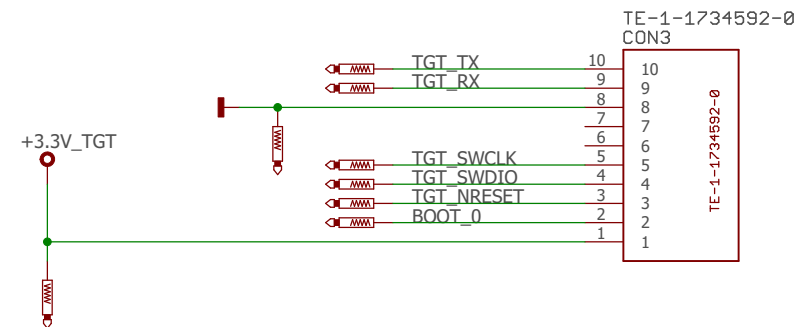 TE-1-1734592-0
CON3
TGT_TX 10 10
TGT_RX 9 9
8 8
7 7
6 6
+3.3V_TGT
TGT_SWCLK 5 5
TGT_SWDIO 4 4
TGT_NRESET 3 3
BOOT_0 2 2
1 1
TE-1-1734592-0